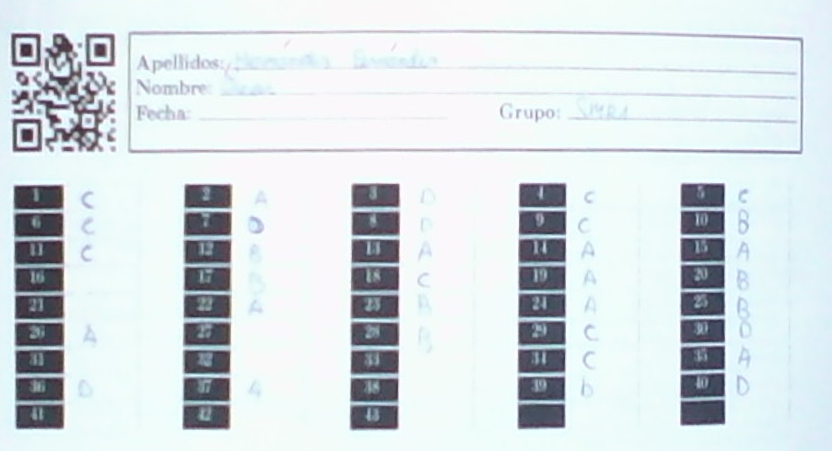 Apellidos: Hernández Fernández
Nombre:
Fecha: Grupo: SMR1
1 C 2 A 3 D 4 C 5 C
6 C 7 D 8 D 9 C 10 B
11 C 12 B 13 A 14 A 15 A
16 17 B 18 C 19 A 20 B
21 22 A 23 B 24 A 25 B
26 A 27 28 B 29 C 30 D
31 32 33 34 C 35 A
36 D 37 A 38 39 b 40 D
41 42 43